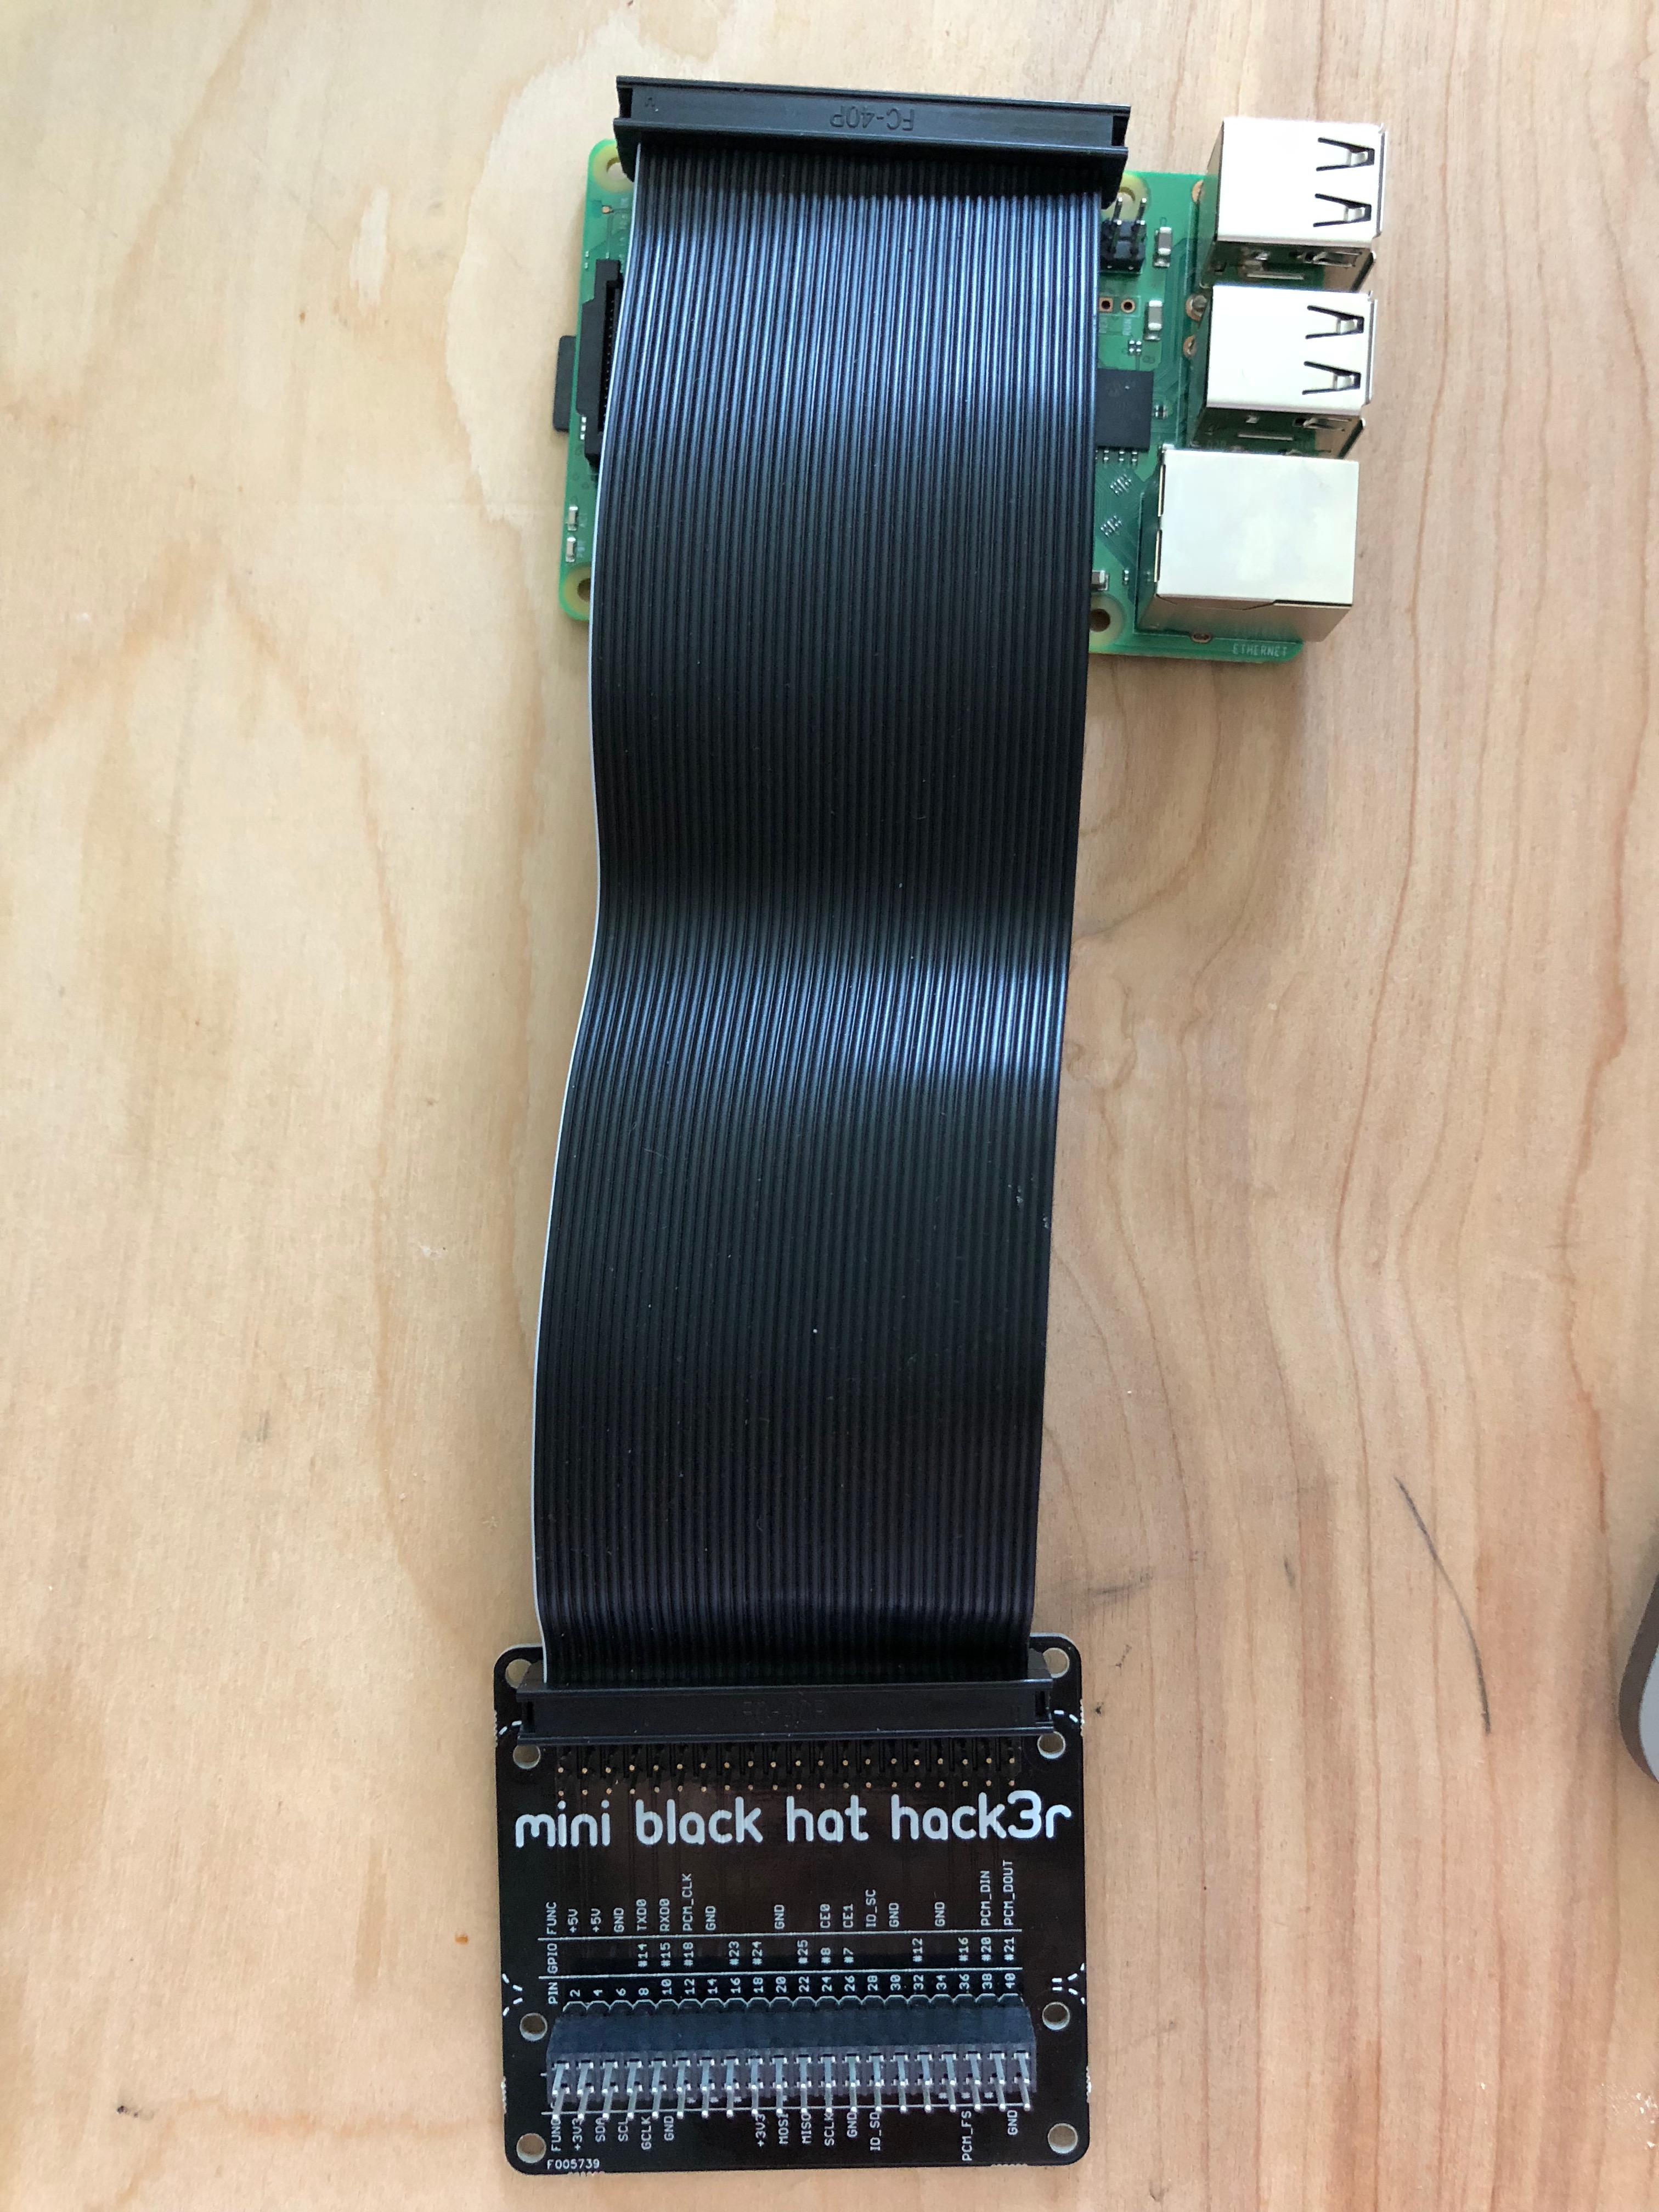 FC-40P
ETHERNET
mini black hat hack3r
FUNC +5V +5V GND TXD0 RXD0 PCM_CLK GND GND CE0 CE1 ID_SC GND GND PCM_DIN PCM_DOUT
GPIO #14 #15 #18 #23 #24 #25 #8 #7 #12 #16 #20 #21
PIN 2 4 6 8 10 12 14 16 18 20 22 24 26 28 30 32 34 36 38 40
FUNC +3V3 SDA SCL GCLK GND +3V3 MOSI MISO SCLK GND ID_SD PCM_FS GND
F005739